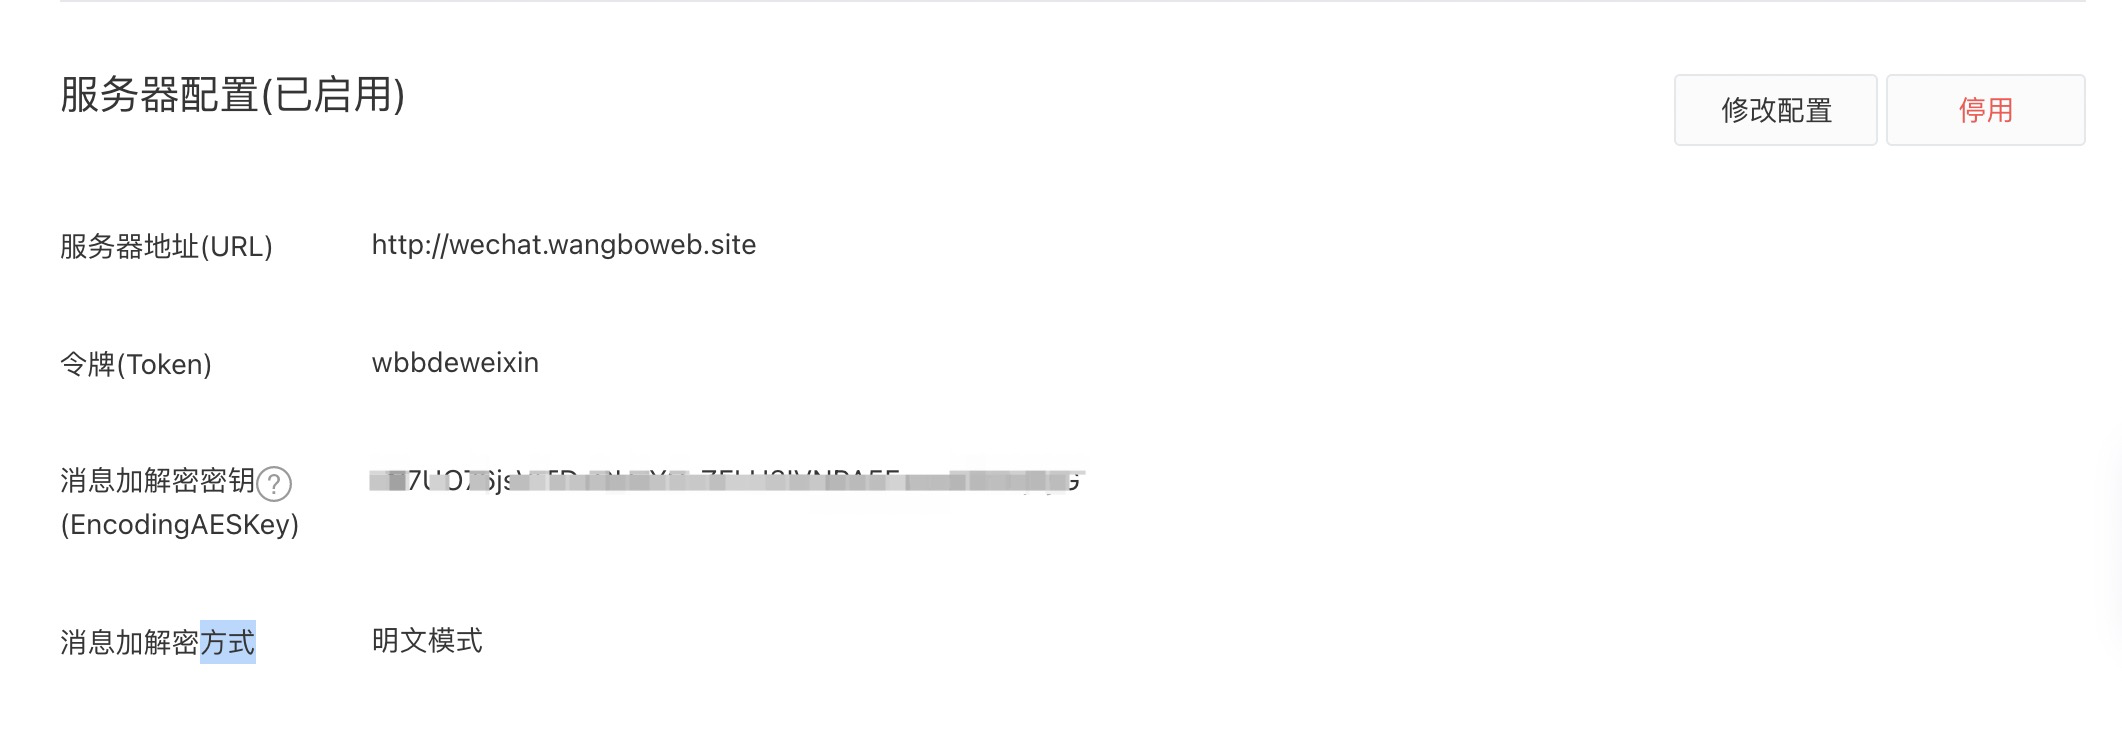 服务器配置(已启用)
修改配置
停用
服务器地址(URL)
http://wechat.wangboweb.site
令牌(Token)
wbbdeweixin
消息加解密密钥?
(EncodingAESKey)
消息加解密方式
明文模式